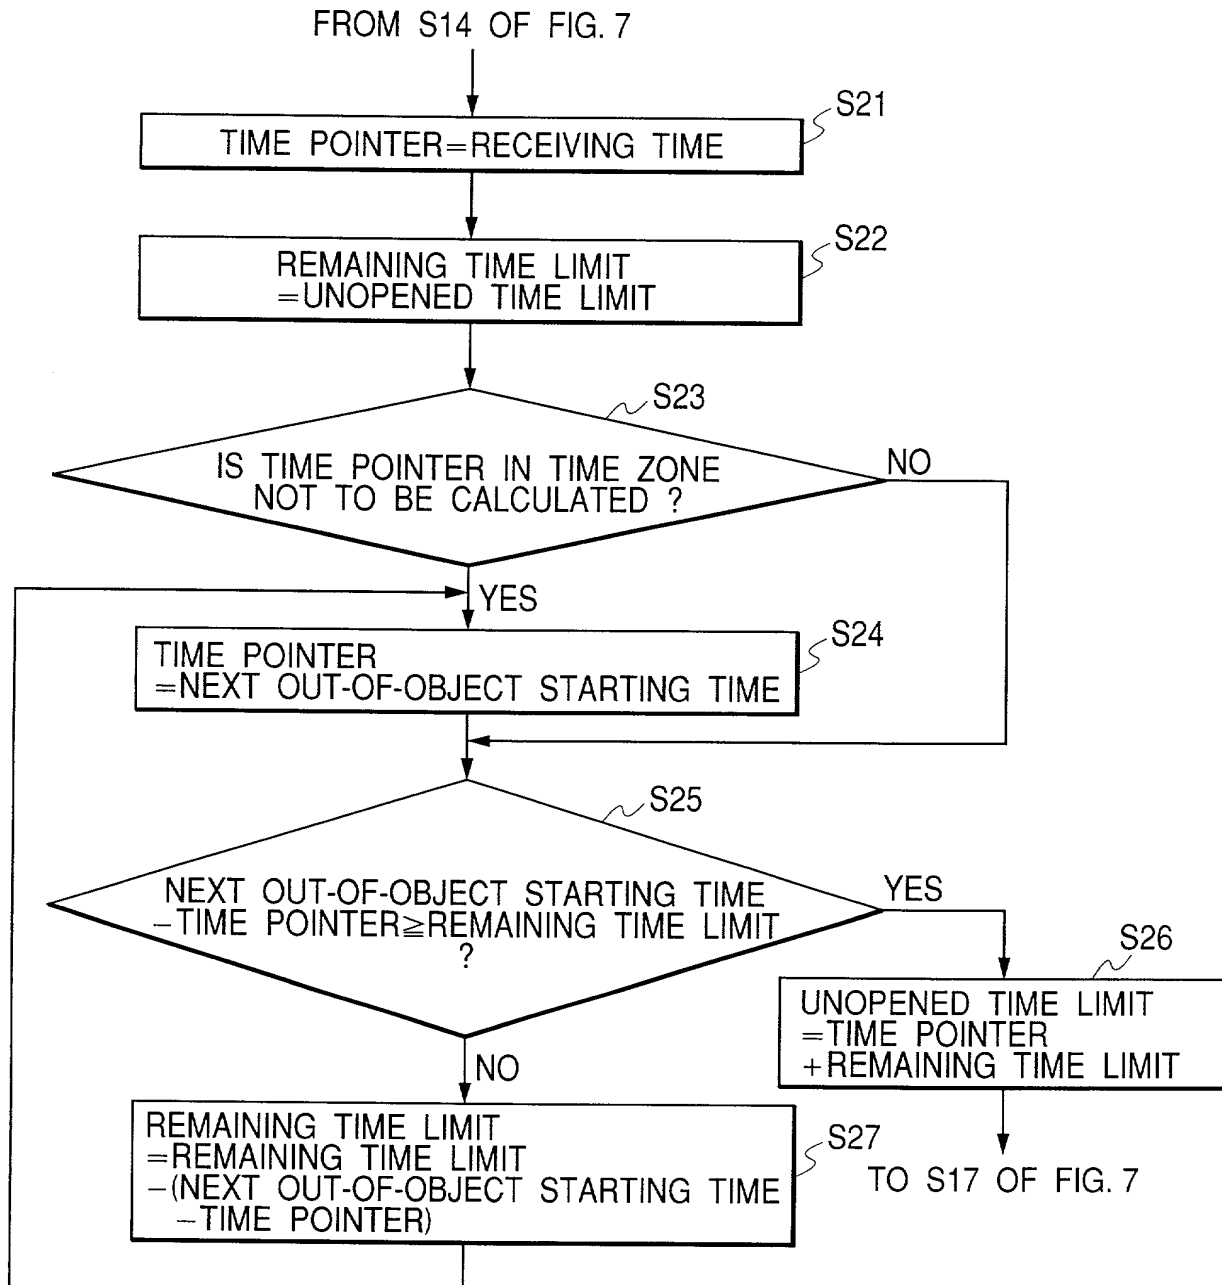 FROM S14 OF FIG. 7
S21
TIME POINTER=RECEIVING TIME
S22
REMAINING TIME LIMIT
=UNOPENED TIME LIMIT
S23
IS TIME POINTER IN TIME ZONE
NOT TO BE CALCULATED ?
NO
YES
S24
TIME POINTER
=NEXT OUT-OF-OBJECT STARTING TIME
S25
NEXT OUT-OF-OBJECT STARTING TIME
−TIME POINTER≧REMAINING TIME LIMIT
?
YES
S26
UNOPENED TIME LIMIT
=TIME POINTER
+REMAINING TIME LIMIT
NO
S27
REMAINING TIME LIMIT
=REMAINING TIME LIMIT
−(NEXT OUT-OF-OBJECT STARTING TIME
−TIME POINTER)
TO S17 OF FIG. 7